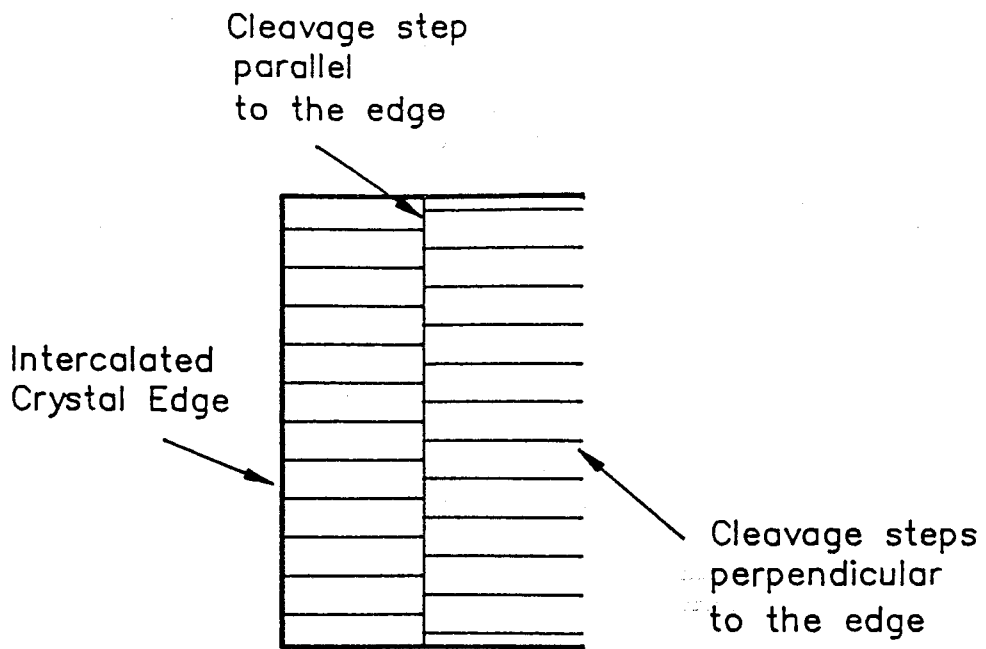 Cleavage step
parallel
to the edge
Intercalated
Crystal Edge
Cleavage steps
perpendicular
to the edge